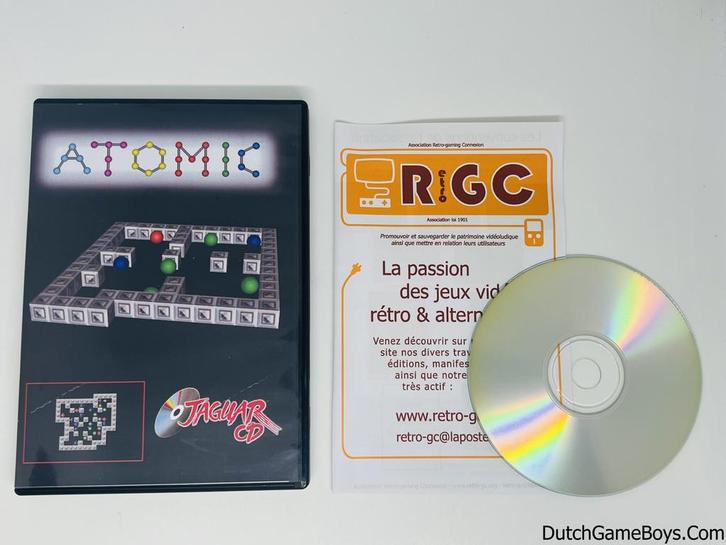 ATOMIC
JAGUAR
CD
Association Retro-gaming Connexion
RetroGC
Association loi 1901
Promouvoir et sauvegarder le patrimoine vidéoludique
ainsi que mettre en relation leurs utilisateurs
La passion
des jeux vid
rétro & altern
Venez découvrir sur
site nos divers trav
éditions, manifes
ainsi que notre
très actif :
www.retro-g
retro-gc@laposte
DutchGameBoys.Com